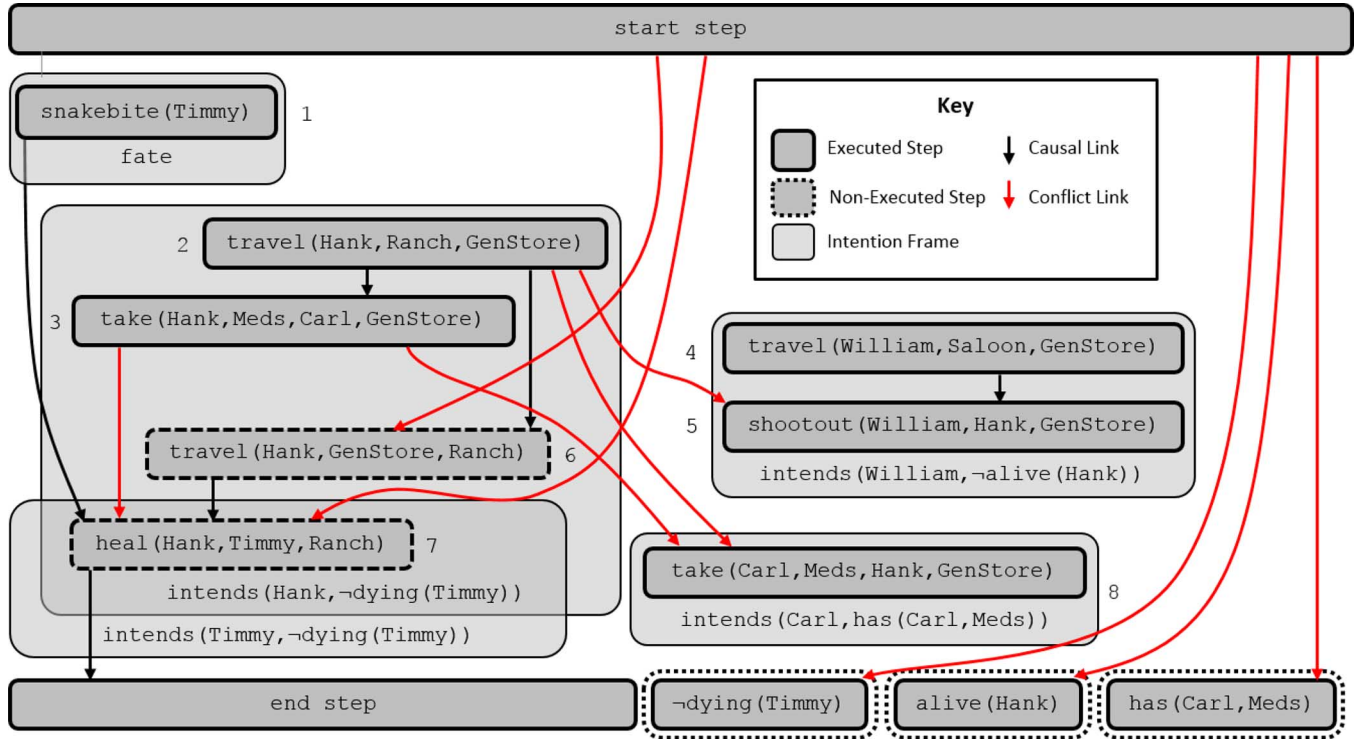 start step
snakebite(Timmy)
1
fate
Key
Executed Step
Causal Link
Non-Executed Step
Conflict Link
Intention Frame
2
travel(Hank,Ranch,GenStore)
3
take(Hank,Meds,Carl,GenStore)
4
travel(William,Saloon,GenStore)
5
shootout(William,Hank,GenStore)
intends(William,¬alive(Hank))
travel(Hank,GenStore,Ranch)
6
heal(Hank,Timmy,Ranch)
7
intends(Hank,¬dying(Timmy))
intends(Timmy,¬dying(Timmy))
take(Carl,Meds,Hank,GenStore)
8
intends(Carl,has(Carl,Meds))
end step
¬dying(Timmy)
alive(Hank)
has(Carl,Meds)